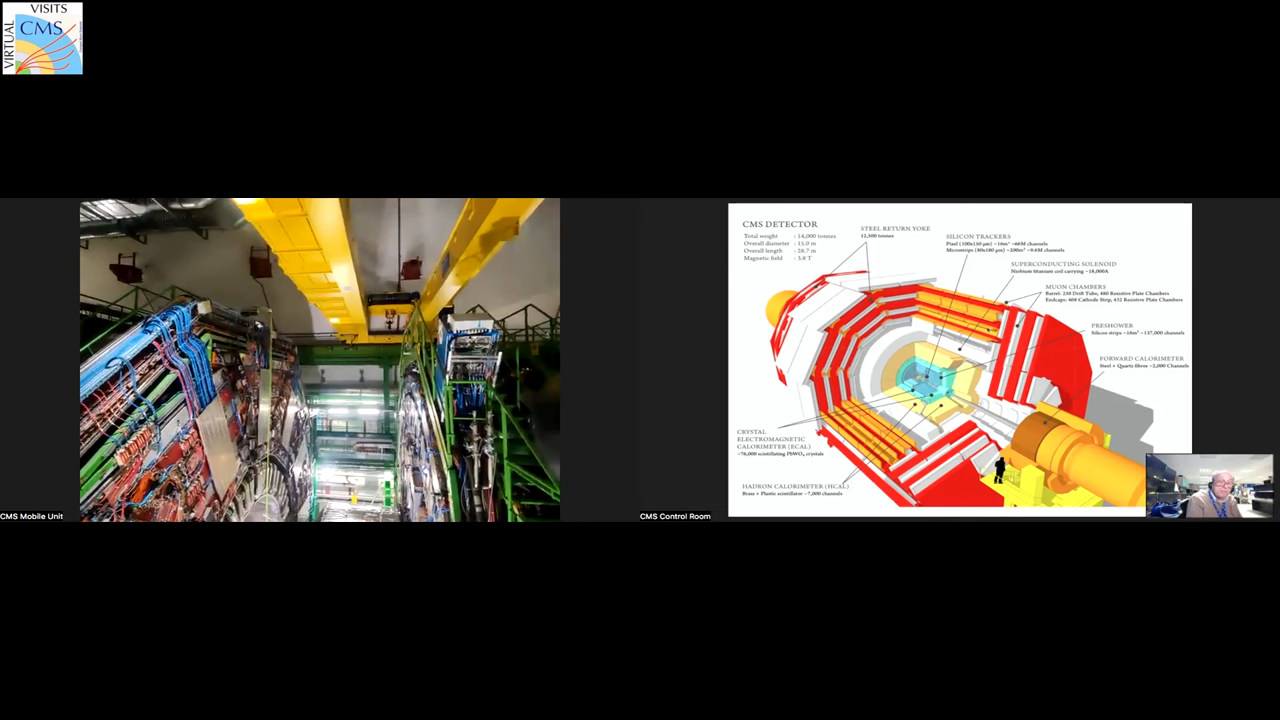 VISITS
CMS
VIRTUAL
CMS DETECTOR
Total weight : 14,000 tonnes
Overall diameter : 15.0 m
Overall length : 28.7 m
Magnetic field : 3.8 T
STEEL RETURN YOKE
12,500 tonnes
SILICON TRACKERS
Pixel (100x150 μm) ~16m² ~66M channels
Microstrips (80x180 μm) ~200m² ~9.6M channels
SUPERCONDUCTING SOLENOID
Niobium titanium coil carrying ~18,000A
MUON CHAMBERS
Barrel: 250 Drift Tube, 480 Resistive Plate Chambers
Endcaps: 468 Cathode Strip, 432 Resistive Plate Chambers
PRESHOWER
Silicon strips ~16m² ~137,000 channels
FORWARD CALORIMETER
Steel + Quartz fibres ~2,000 Channels
CRYSTAL
ELECTROMAGNETIC
CALORIMETER (ECAL)
~76,000 scintillating PbWO₄ crystals
HADRON CALORIMETER (HCAL)
Brass + Plastic scintillator ~7,000 channels
CMS Mobile Unit
CMS Control Room